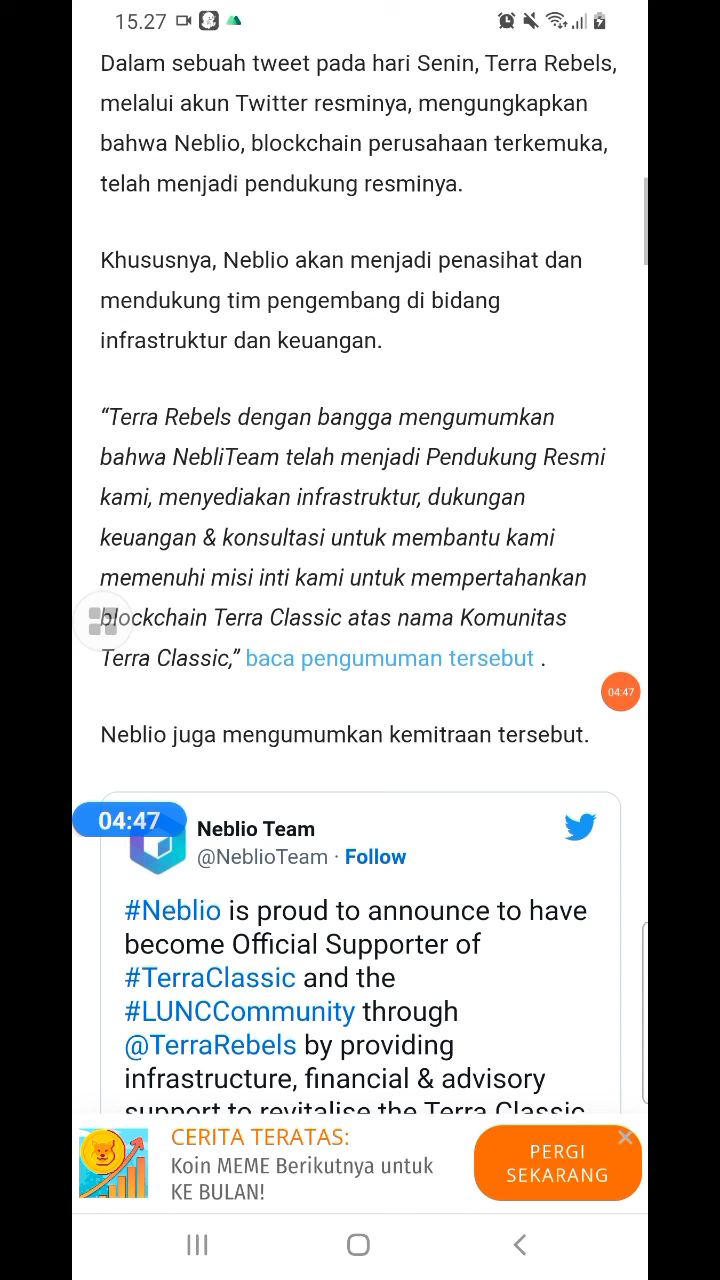 15.27
Dalam sebuah tweet pada hari Senin, Terra Rebels,
melalui akun Twitter resminya, mengungkapkan
bahwa Neblio, blockchain perusahaan terkemuka,
telah menjadi pendukung resminya.
Khususnya, Neblio akan menjadi penasihat dan
mendukung tim pengembang di bidang
infrastruktur dan keuangan.
“Terra Rebels dengan bangga mengumumkan
bahwa NebliTeam telah menjadi Pendukung Resmi
kami, menyediakan infrastruktur, dukungan
keuangan & konsultasi untuk membantu kami
memenuhi misi inti kami untuk mempertahankan
blockchain Terra Classic atas nama Komunitas
Terra Classic,” baca pengumuman tersebut .
04:47
Neblio juga mengumumkan kemitraan tersebut.
04:47
Neblio Team
@NeblioTeam · Follow
#Neblio is proud to announce to have
become Official Supporter of
#TerraClassic and the
#LUNCCommunity through
@TerraRebels by providing
infrastructure, financial & advisory
support to revitalise the Terra Classic
CERITA TERATAS:
Koin MEME Berikutnya untuk
KE BULAN!
PERGI
SEKARANG